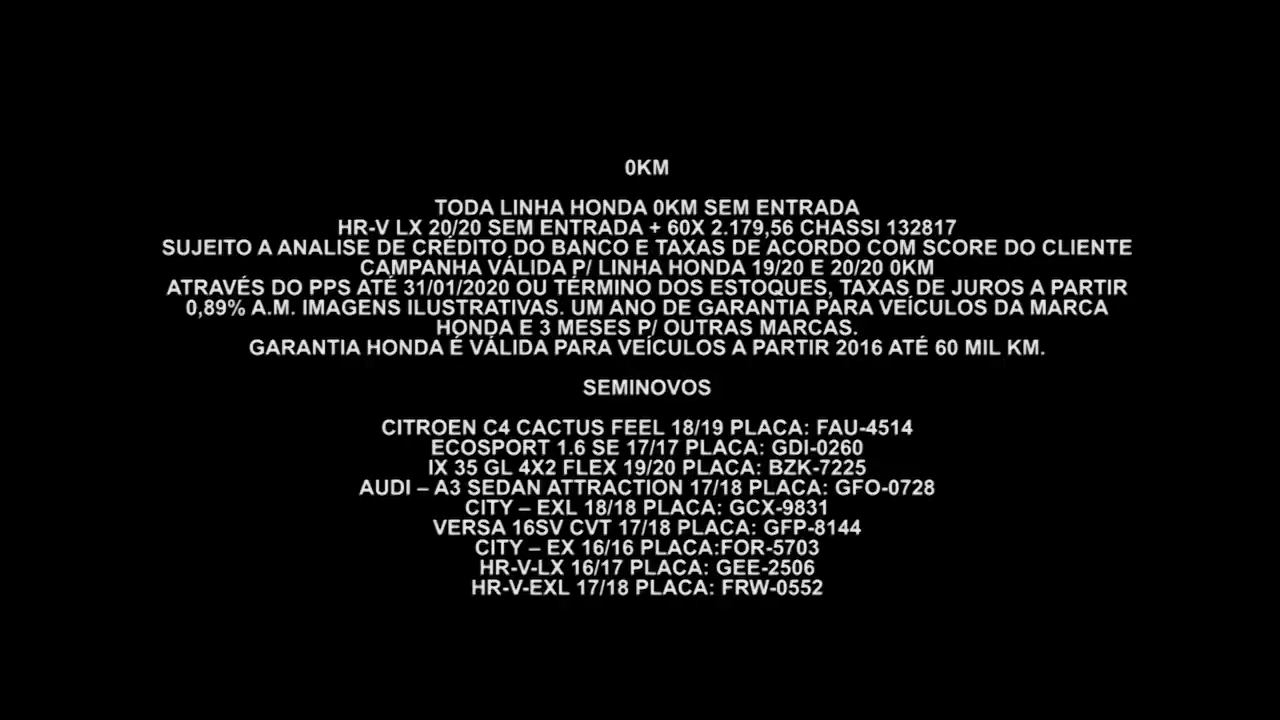 0KM
TODA LINHA HONDA 0KM SEM ENTRADA
HR-V LX 20/20 SEM ENTRADA + 60X 2.179,56 CHASSI 132817
SUJEITO A ANALISE DE CRÉDITO DO BANCO E TAXAS DE ACORDO COM SCORE DO CLIENTE
CAMPANHA VÁLIDA P/ LINHA HONDA 19/20 E 20/20 0KM
ATRAVÉS DO PPS ATÉ 31/01/2020 OU TÉRMINO DOS ESTOQUES, TAXAS DE JUROS A PARTIR
0,89% A.M. IMAGENS ILUSTRATIVAS. UM ANO DE GARANTIA PARA VEÍCULOS DA MARCA
HONDA E 3 MESES P/ OUTRAS MARCAS.
GARANTIA HONDA É VÁLIDA PARA VEÍCULOS A PARTIR 2016 ATÉ 60 MIL KM.
SEMINOVOS
CITROEN C4 CACTUS FEEL 18/19 PLACA: FAU-4514
ECOSPORT 1.6 SE 17/17 PLACA: GDI-0260
IX 35 GL 4X2 FLEX 19/20 PLACA: BZK-7225
AUDI – A3 SEDAN ATTRACTION 17/18 PLACA: GFO-0728
CITY – EXL 18/18 PLACA: GCX-9831
VERSA 16SV CVT 17/18 PLACA: GFP-8144
CITY – EX 16/16 PLACA:FOR-5703
HR-V-LX 16/17 PLACA: GEE-2506
HR-V-EXL 17/18 PLACA: FRW-0552